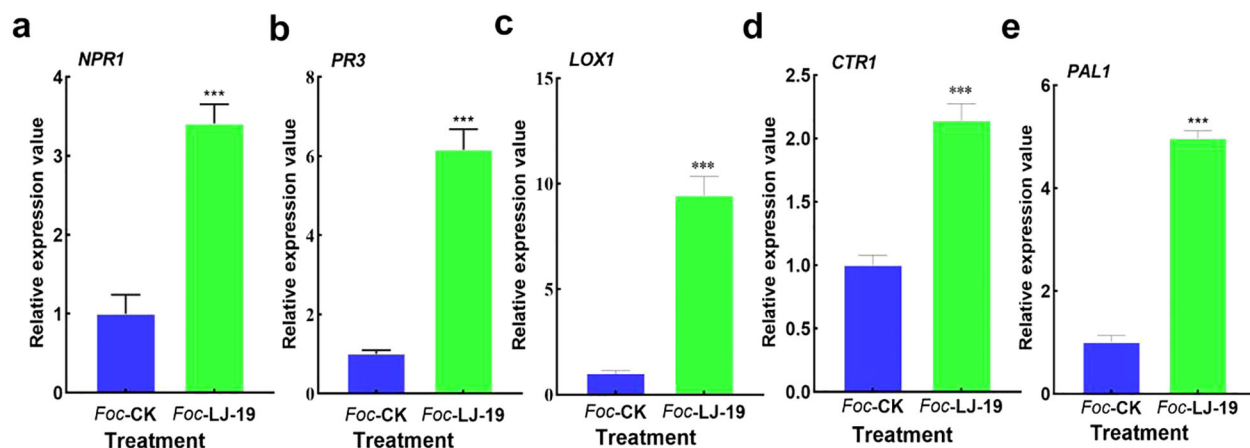 a
NPR1
Relative expression value
4
3
2
1
0
***
Foc-CK Foc-LJ-19
Treatment
b
PR3
Relative expression value
8
6
4
2
0
***
Foc-CK Foc-LJ-19
Treatment
c
LOX1
Relative expression value
15
10
5
0
***
Foc-CK Foc-LJ-19
Treatment
d
CTR1
Relative expression value
2.5
2.0
1.5
1.0
0.5
0.0
***
Foc-CK Foc-LJ-19
Treatment
e
PAL1
Relative expression value
6
4
2
0
***
Foc-CK Foc-LJ-19
Treatment